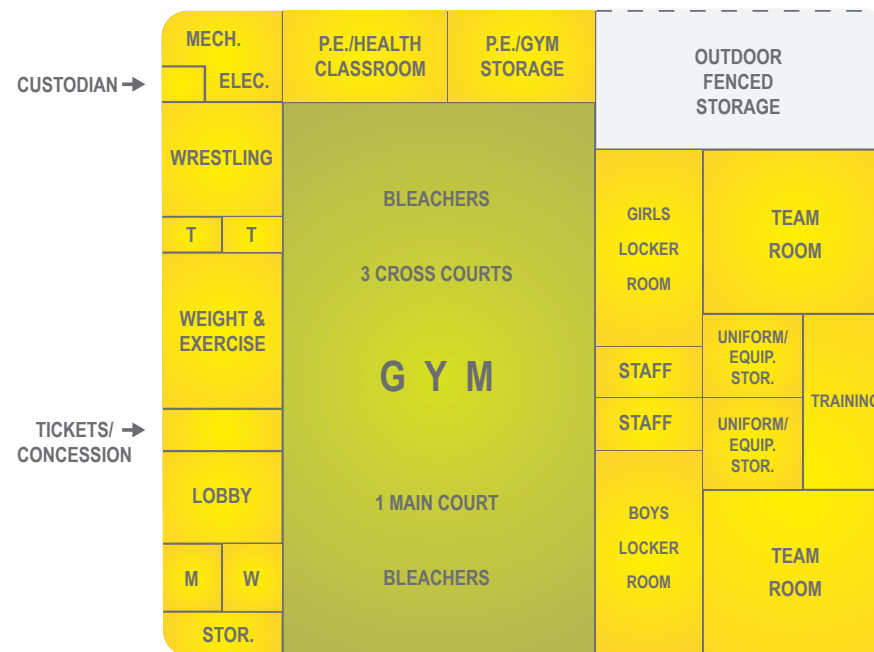 MECH.
ELEC.
CUSTODIAN
P.E./HEALTH
CLASSROOM
P.E./GYM
STORAGE
OUTDOOR
FENCED
STORAGE
WRESTLING
T
T
WEIGHT &
EXERCISE
TICKETS/
CONCESSION
LOBBY
M
W
STOR.
BLEACHERS
3 CROSS COURTS
GYM
1 MAIN COURT
BLEACHERS
GIRLS
LOCKER
ROOM
STAFF
STAFF
BOYS
LOCKER
ROOM
TEAM
ROOM
UNIFORM/
EQUIP.
STOR.
UNIFORM/
EQUIP.
STOR.
TRAINING
TEAM
ROOM